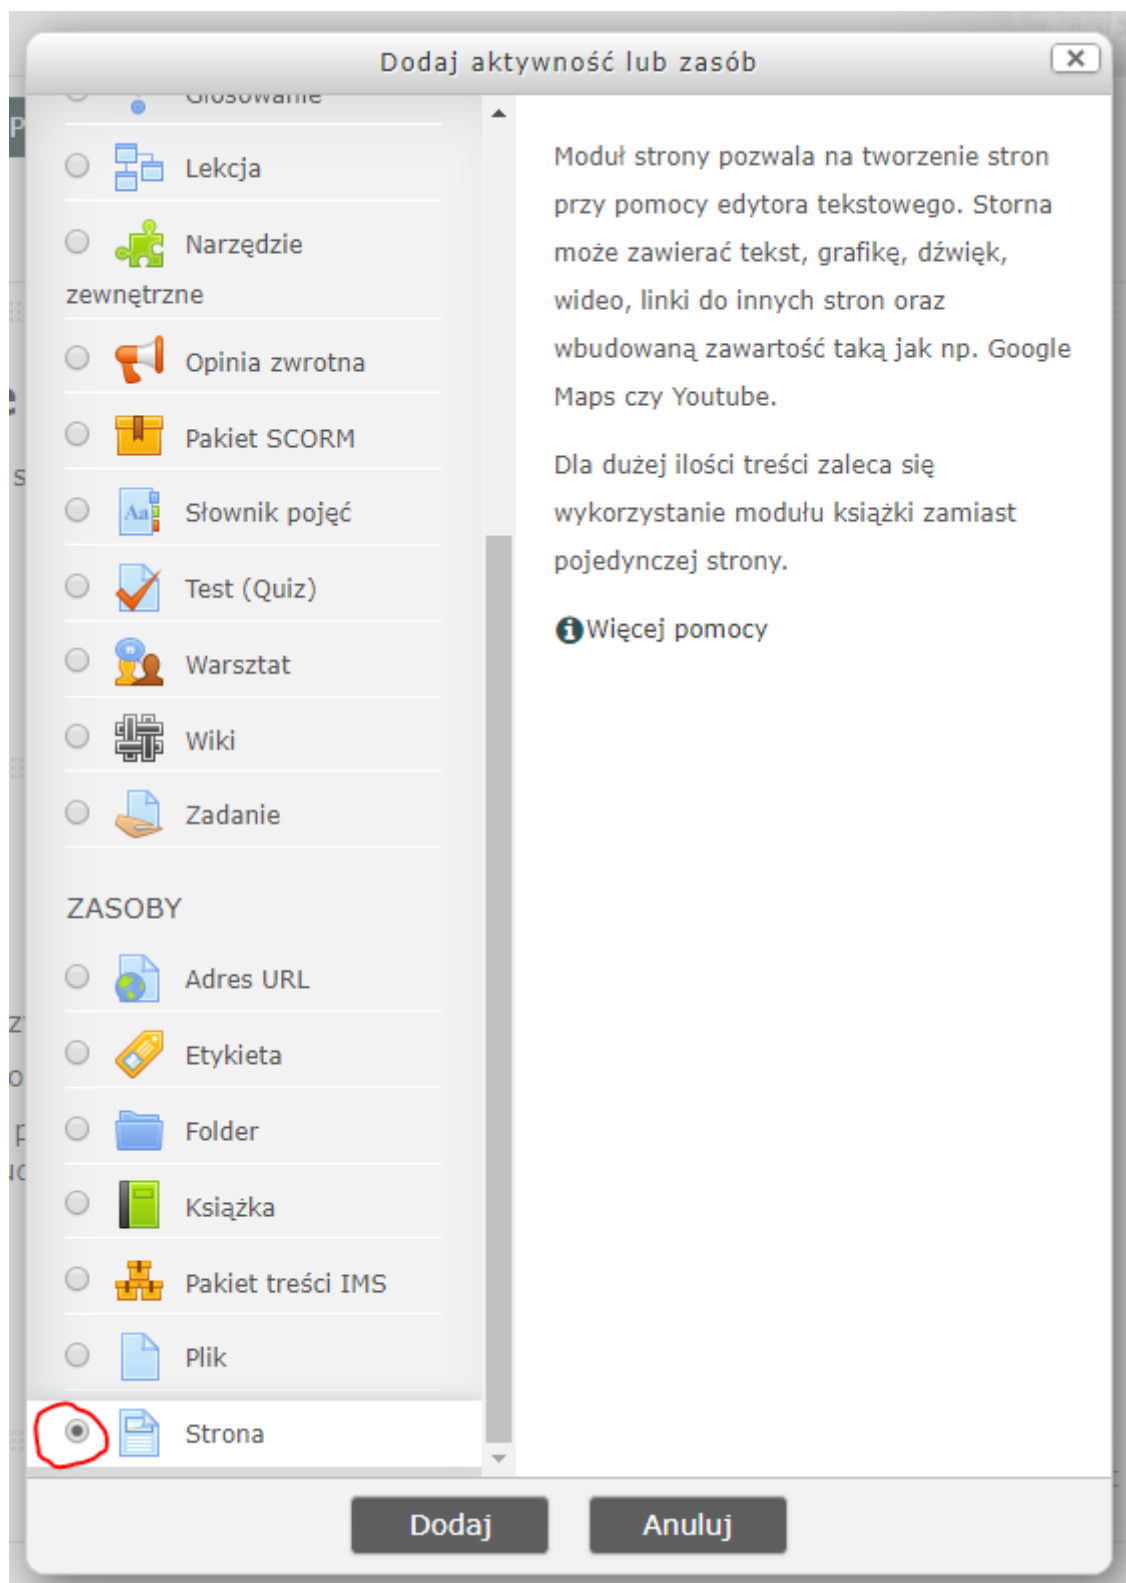 Dodaj aktywność lub zasób
Głosowanie
Lekcja
Narzędzie
zewnętrzne
Opinia zwrotna
Pakiet SCORM
Słownik pojęć
Test (Quiz)
Warsztat
Wiki
Zadanie
ZASOBY
Adres URL
Etykieta
Folder
Książka
Pakiet treści IMS
Plik
Strona
Moduł strony pozwala na tworzenie stron
przy pomocy edytora tekstowego. Storna
może zawierać tekst, grafikę, dźwięk,
wideo, linki do innych stron oraz
wbudowaną zawartość taką jak np. Google
Maps czy Youtube.
Dla dużej ilości treści zaleca się
wykorzystanie modułu książki zamiast
pojedynczej strony.
Więcej pomocy
Dodaj
Anuluj